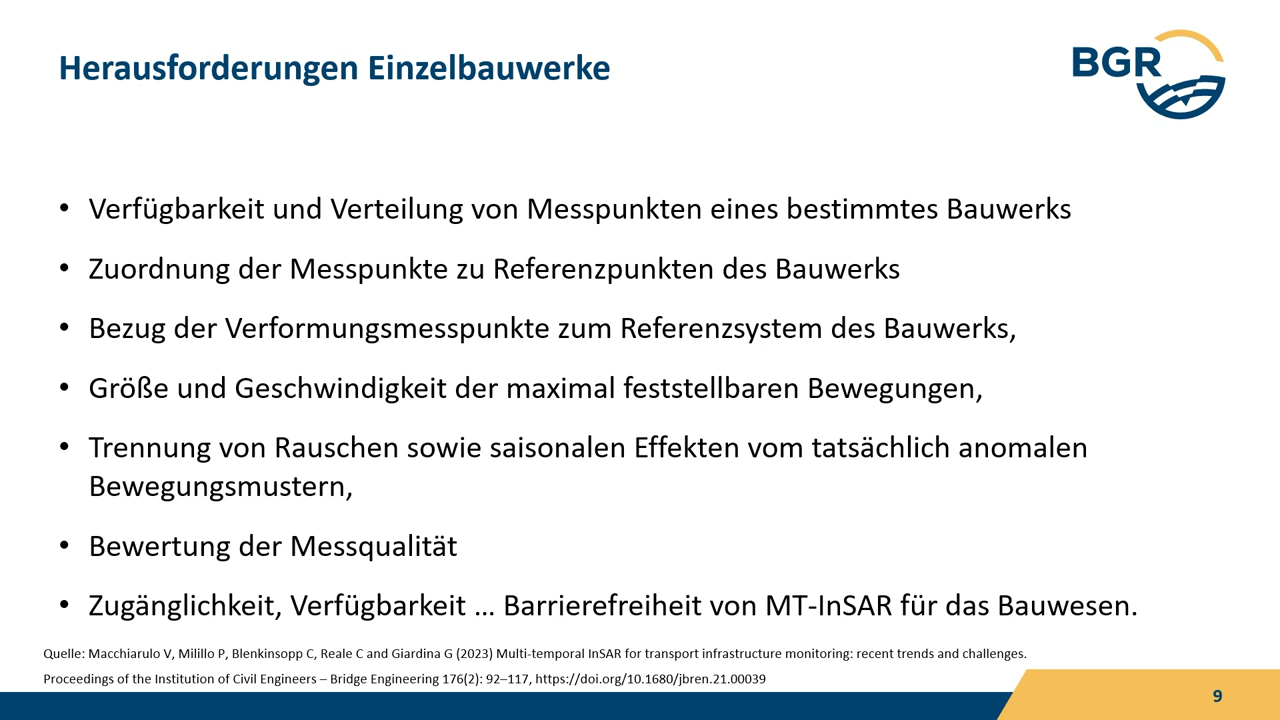 Herausforderungen Einzelbauwerke
BGR
• Verfügbarkeit und Verteilung von Messpunkten eines bestimmtes Bauwerks
• Zuordnung der Messpunkte zu Referenzpunkten des Bauwerks
• Bezug der Verformungsmesspunkte zum Referenzsystem des Bauwerks,
• Größe und Geschwindigkeit der maximal feststellbaren Bewegungen,
• Trennung von Rauschen sowie saisonalen Effekten vom tatsächlich anomalen
Bewegungsmustern,
• Bewertung der Messqualität
• Zugänglichkeit, Verfügbarkeit … Barrierefreiheit von MT-InSAR für das Bauwesen.
Quelle: Macchiarulo V, Milillo P, Blenkinsopp C, Reale C and Giardina G (2023) Multi-temporal InSAR for transport infrastructure monitoring: recent trends and challenges.
Proceedings of the Institution of Civil Engineers – Bridge Engineering 176(2): 92–117, https://doi.org/10.1680/jbren.21.00039
9